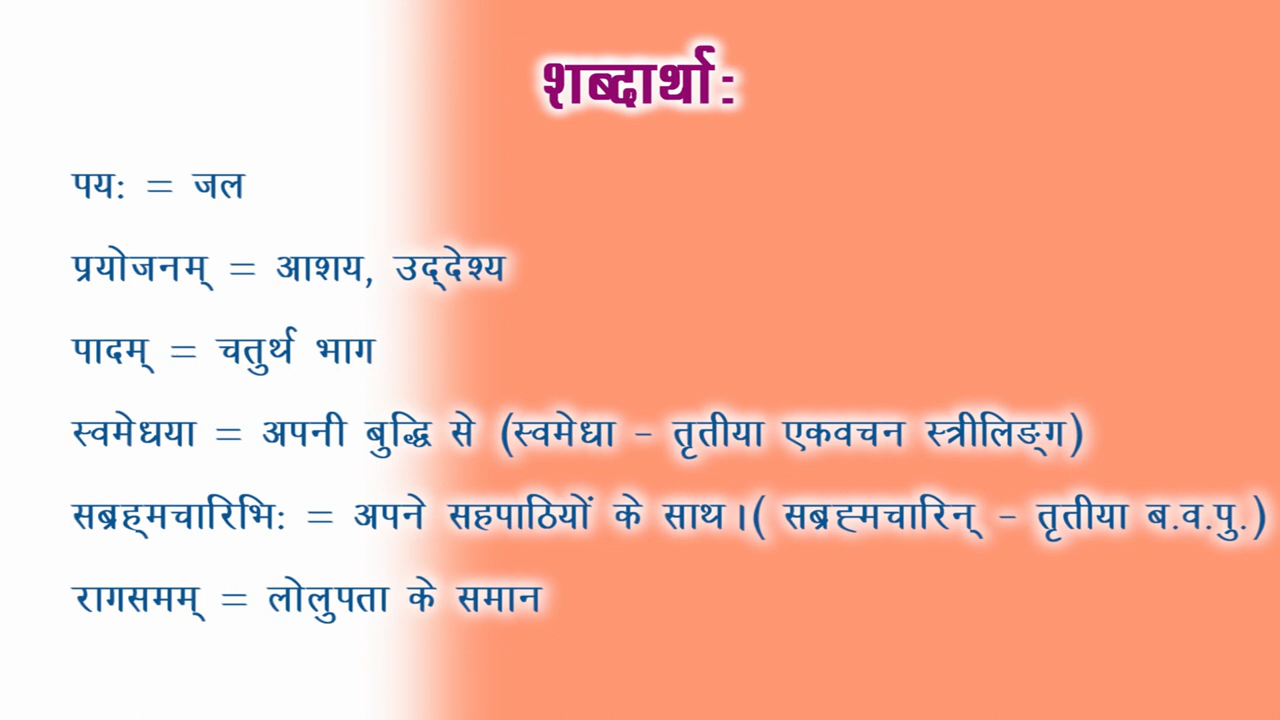 शब्दार्था:
पय: = जल
प्रयोजनम् = आशय, उद्‌देश्य
पादम् = चतुर्थ भाग
स्वमेधया = अपनी बुद्धि से (स्वमेधा - तृतीया एकवचन स्त्रीलिङ्ग)
सब्रह्‌मचारिभि: = अपने सहपाठियों के साथ।( सब्रह्मचारिन् - तृतीया ब.व.पु.)
रागसमम् = लोलुपता के समान